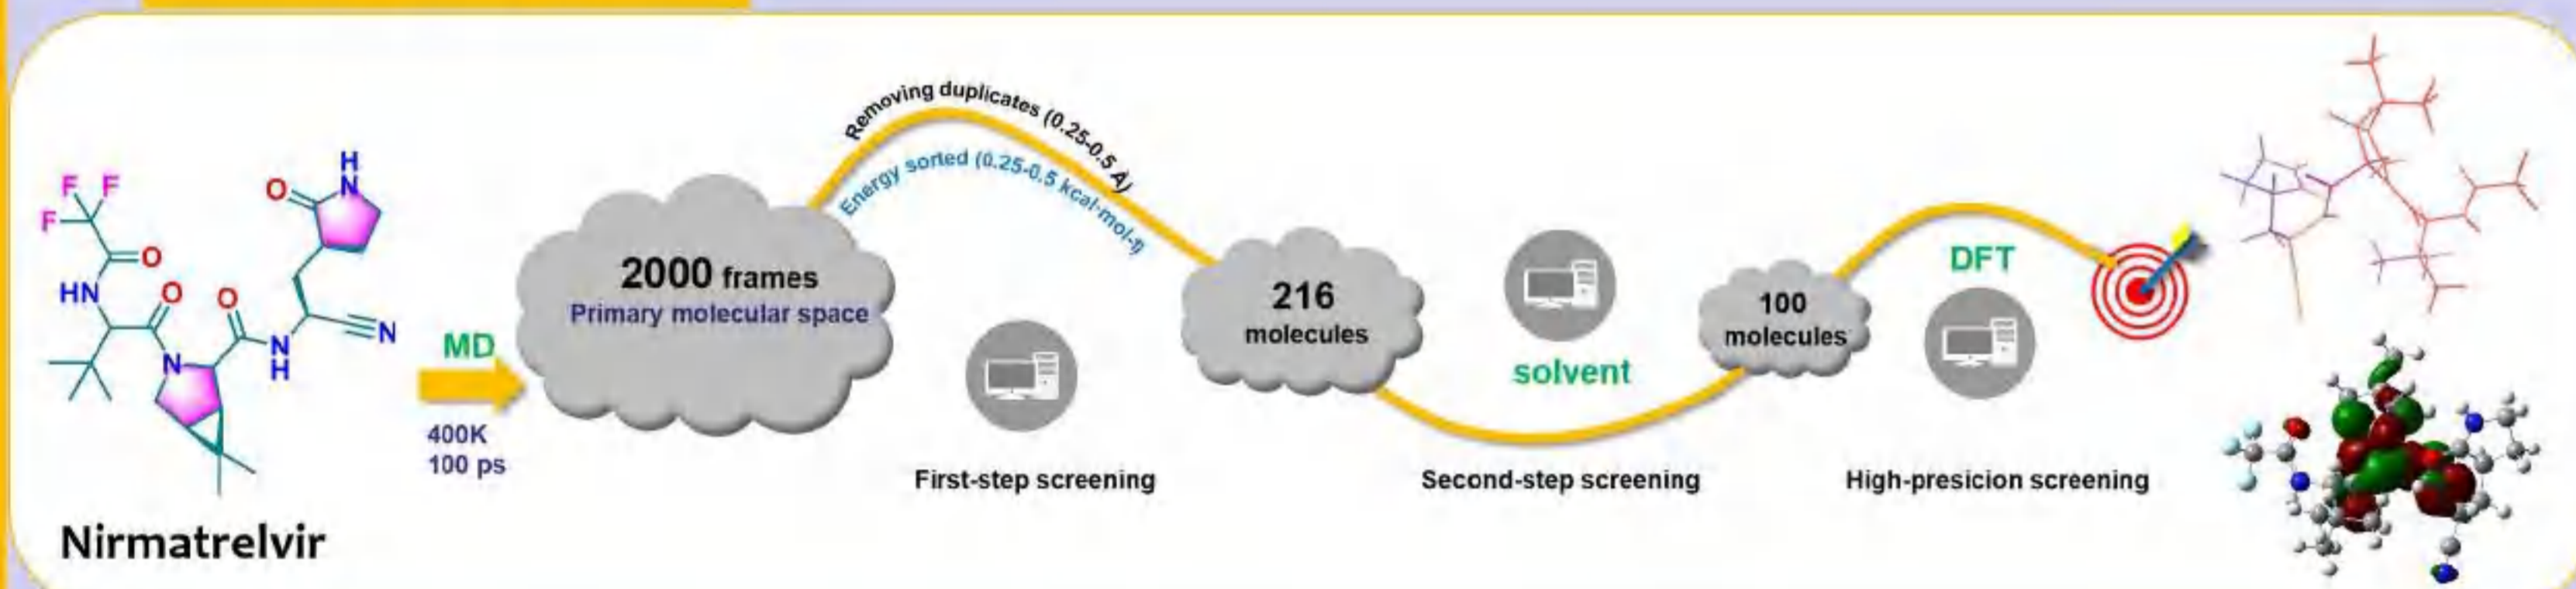 F F
F
O
HN
O
O
O
H
N
N
N
H
N
Nirmatrelvir
MD
400K
100 ps
2000 frames
Primary molecular space
Removing duplicates (0.25-0.5 Å)
Energy sorted (0.25-0.5 kcal·mol-1)
First-step screening
216
molecules
solvent
Second-step screening
100
molecules
DFT
High-presicion screening